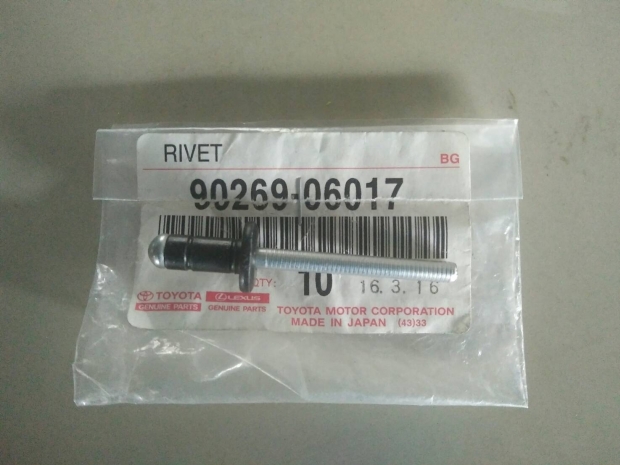 RIVET
BG
90269-06017
QTY: 10 16.3.16
TOYOTA LEXUS
GENUINE PARTS GENUINE PARTS
TOYOTA MOTOR CORPORATION
MADE IN JAPAN (43)33